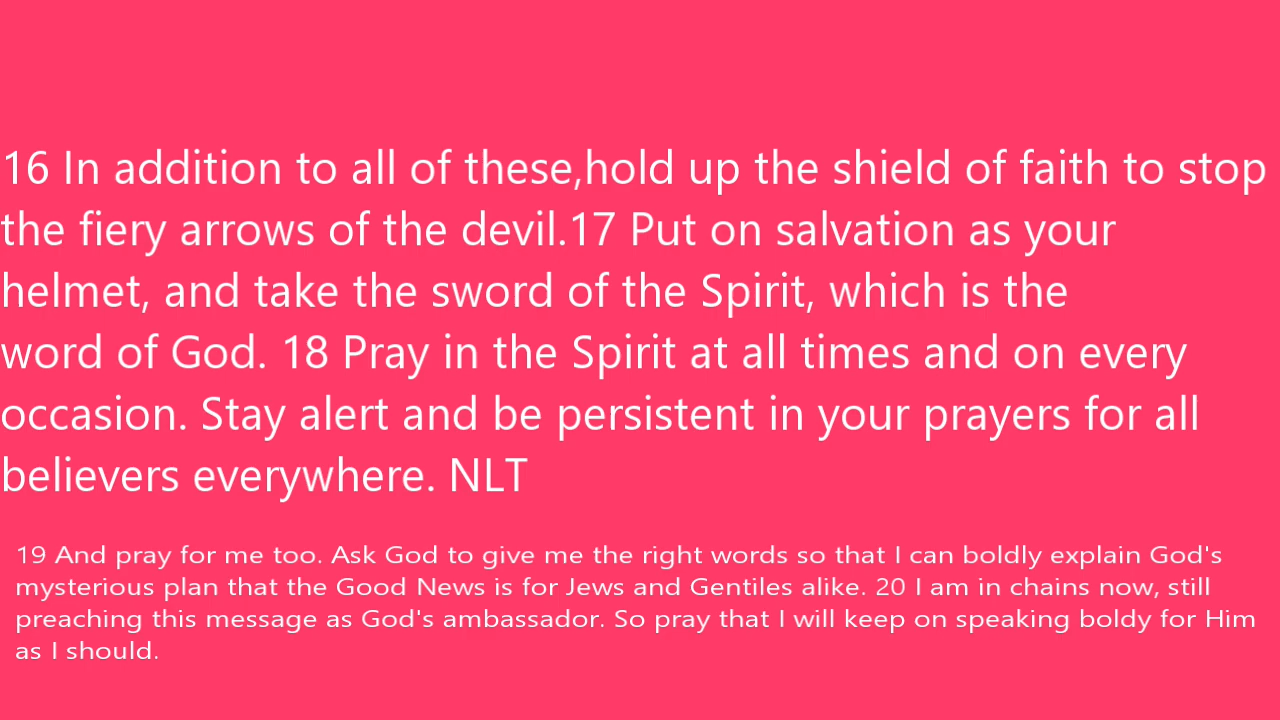 16 In addition to all of these,hold up the shield of faith to stop
the fiery arrows of the devil.17 Put on salvation as your
helmet, and take the sword of the Spirit, which is the
word of God. 18 Pray in the Spirit at all times and on every
occasion. Stay alert and be persistent in your prayers for all
believers everywhere. NLT
19 And pray for me too. Ask God to give me the right words so that I can boldly explain God's
mysterious plan that the Good News is for Jews and Gentiles alike. 20 I am in chains now, still
preaching this message as God's ambassador. So pray that I will keep on speaking boldy for Him
as I should.